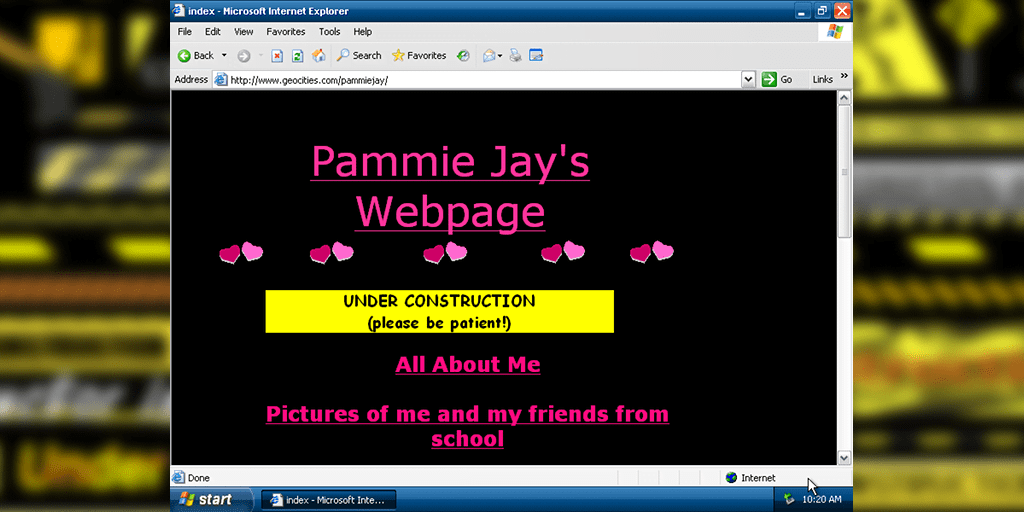 index - Microsoft Internet Explorer
File Edit View Favorites Tools Help
Back Search Favorites
Address http://www.geocities.com/pammiejay/ Go Links »
Pammie Jay's
Webpage
UNDER CONSTRUCTION
(please be patient!)
All About Me
Pictures of me and my friends from
school
Done Internet
start index - Microsoft Inte... 10:20 AM
Under